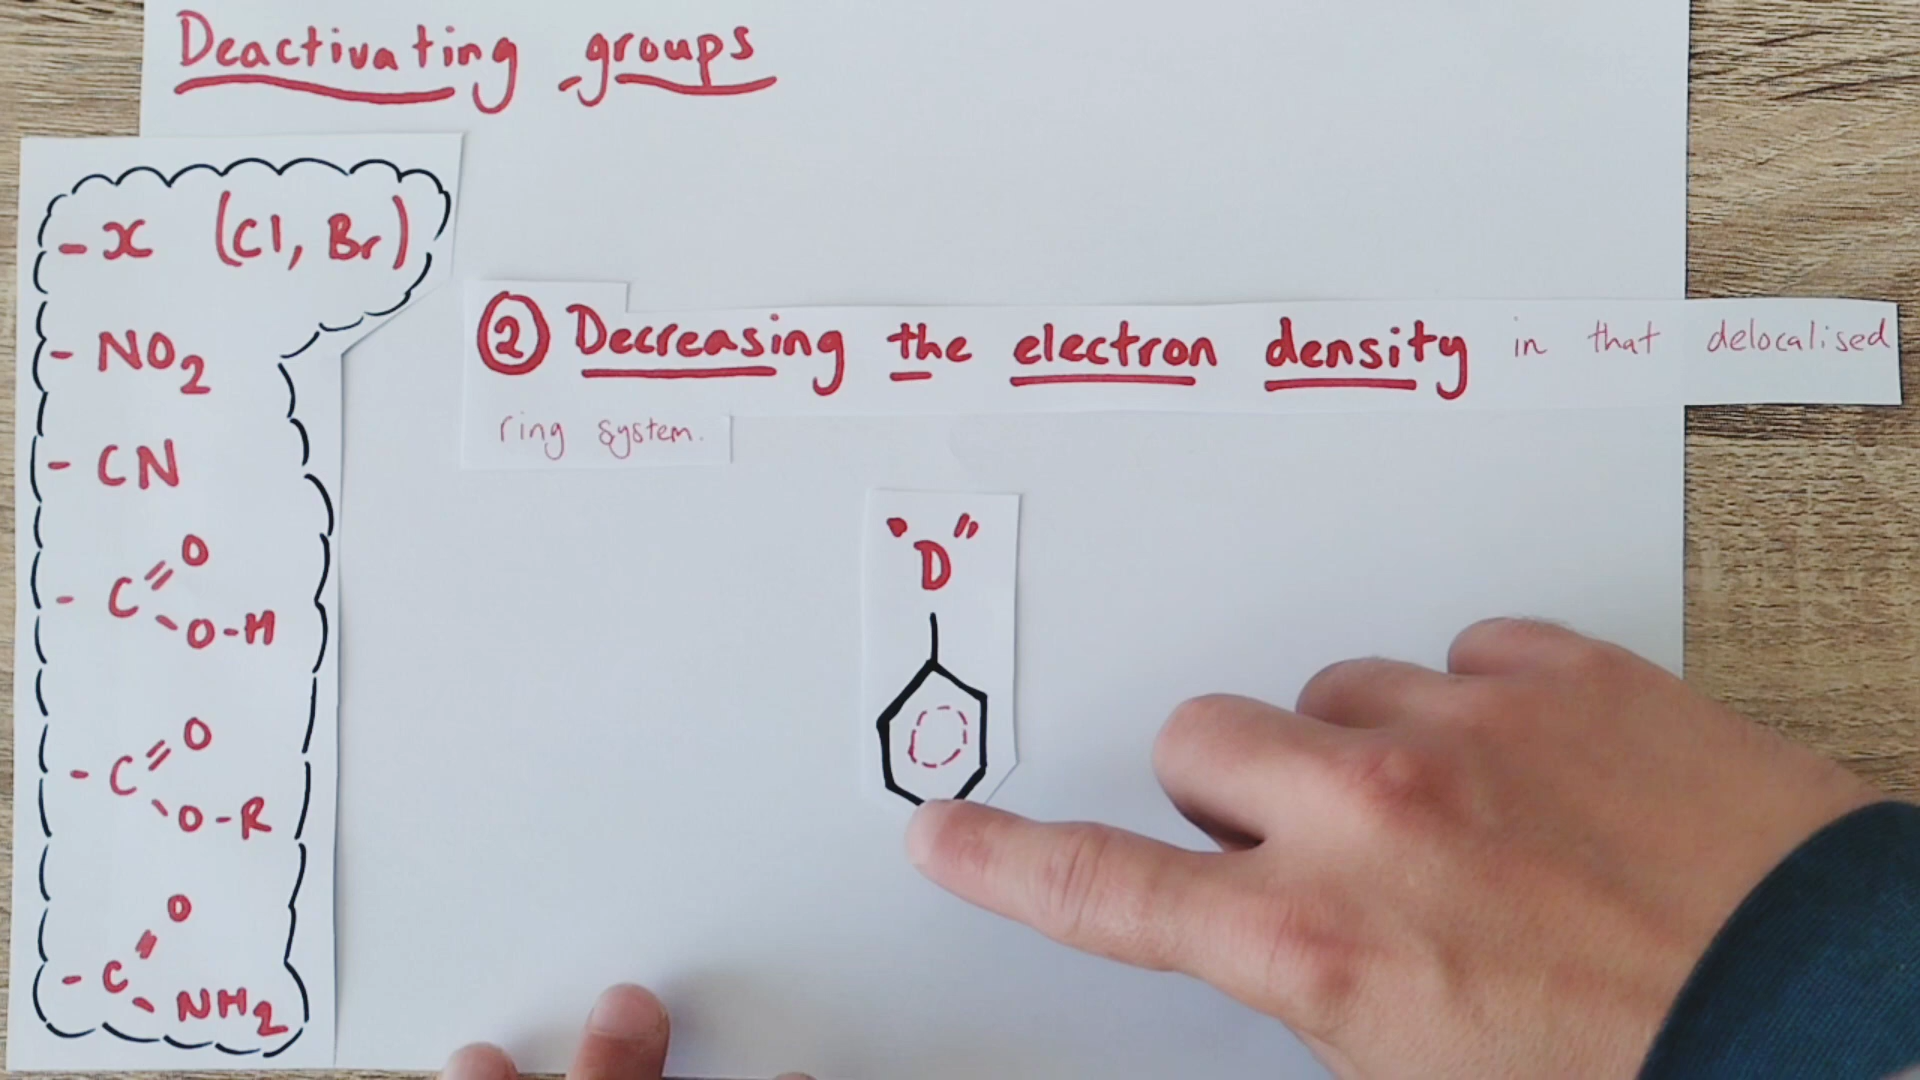 Deactivating groups
- x (Cl, Br)
- NO2
- CN
- C = O
- O - H
- C = O
- O - R
- C = O
- NH2
② Decreasing the electron density in that delocalised
ring system.
"D"